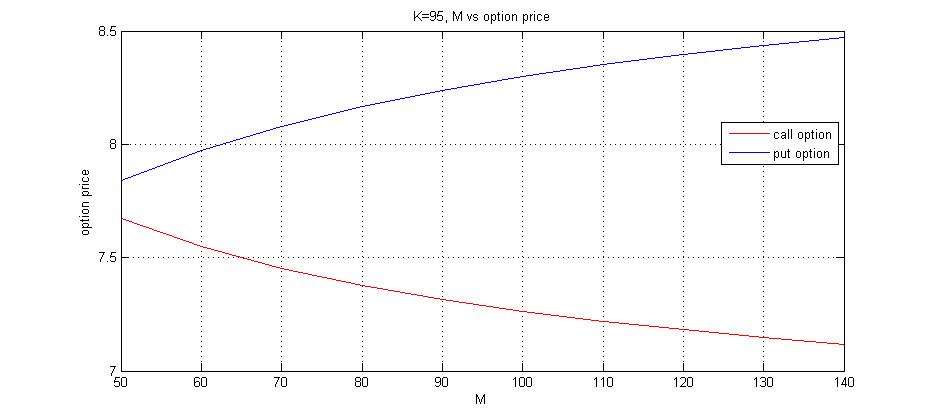 K=95, M vs option price
8.5
8
7.5
7
option price
call option
put option
50 60 70 80 90 100 110 120 130 140
M